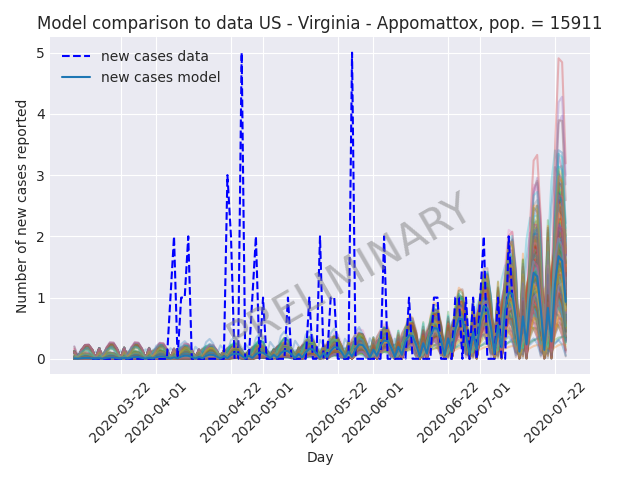 Model comparison to data US - Virginia - Appomattox, pop. = 15911
new cases data
new cases model
Number of new cases reported
5
4
3
2
1
0
PRELIMINARY
2020-03-22
2020-04-01
2020-04-22
2020-05-01
2020-05-22
2020-06-01
2020-06-22
2020-07-01
2020-07-22
Day